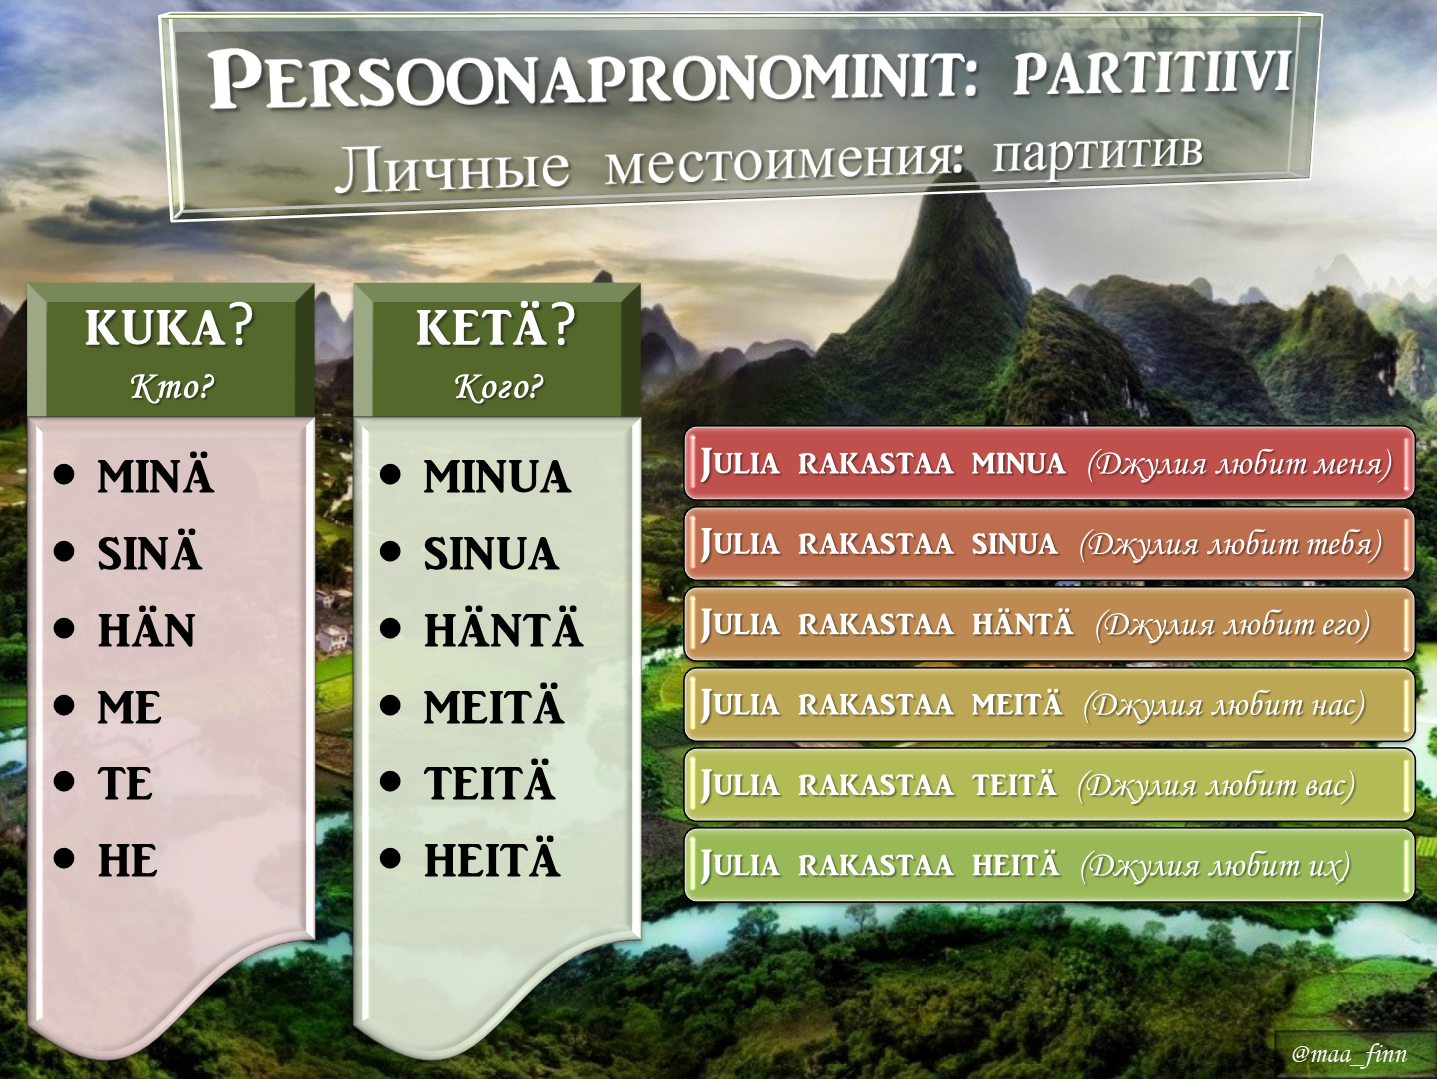 Persoonapronominit: partitiivi
Личные местоимения: партитив
KUKA?
Кто?
• MINÄ
• SINÄ
• HÄN
• ME
• TE
• HE
KETÄ?
Кого?
• MINUA
• SINUA
• HÄNTÄ
• MEITÄ
• TEITÄ
• HEITÄ
Julia rakastaa minua (Джулия любит меня)
Julia rakastaa sinua (Джулия любит тебя)
Julia rakastaa häntä (Джулия любит его)
Julia rakastaa meitä (Джулия любит нас)
Julia rakastaa teitä (Джулия любит вас)
Julia rakastaa heitä (Джулия любит их)
@maa_finn